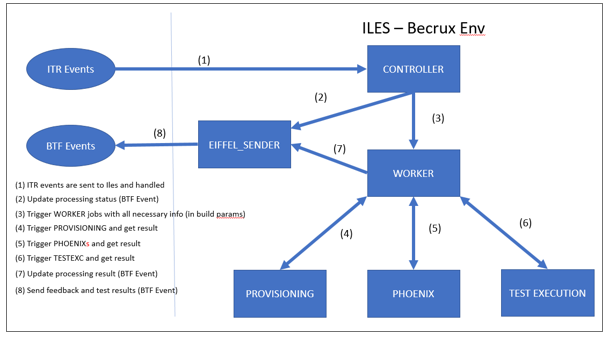 ILES – Becrux Env
ITR Events
(1)
CONTROLLER
(2)
(3)
BTF Events
(8)
EIFFEL_SENDER
(7)
WORKER
(1) ITR events are sent to Iles and handled
(2) Update processing status (BTF Event)
(3) Trigger WORKER jobs with all necessary info (in build params)
(4) Trigger PROVISIONING and get result
(5) Trigger PHOENIXs and get result
(6) Trigger TESTEXC and get result
(7) Update processing result (BTF Event)
(8) Send feedback and test results (BTF Event)
(4)
(5)
(6)
PROVISIONING
PHOENIX
TEST EXECUTION